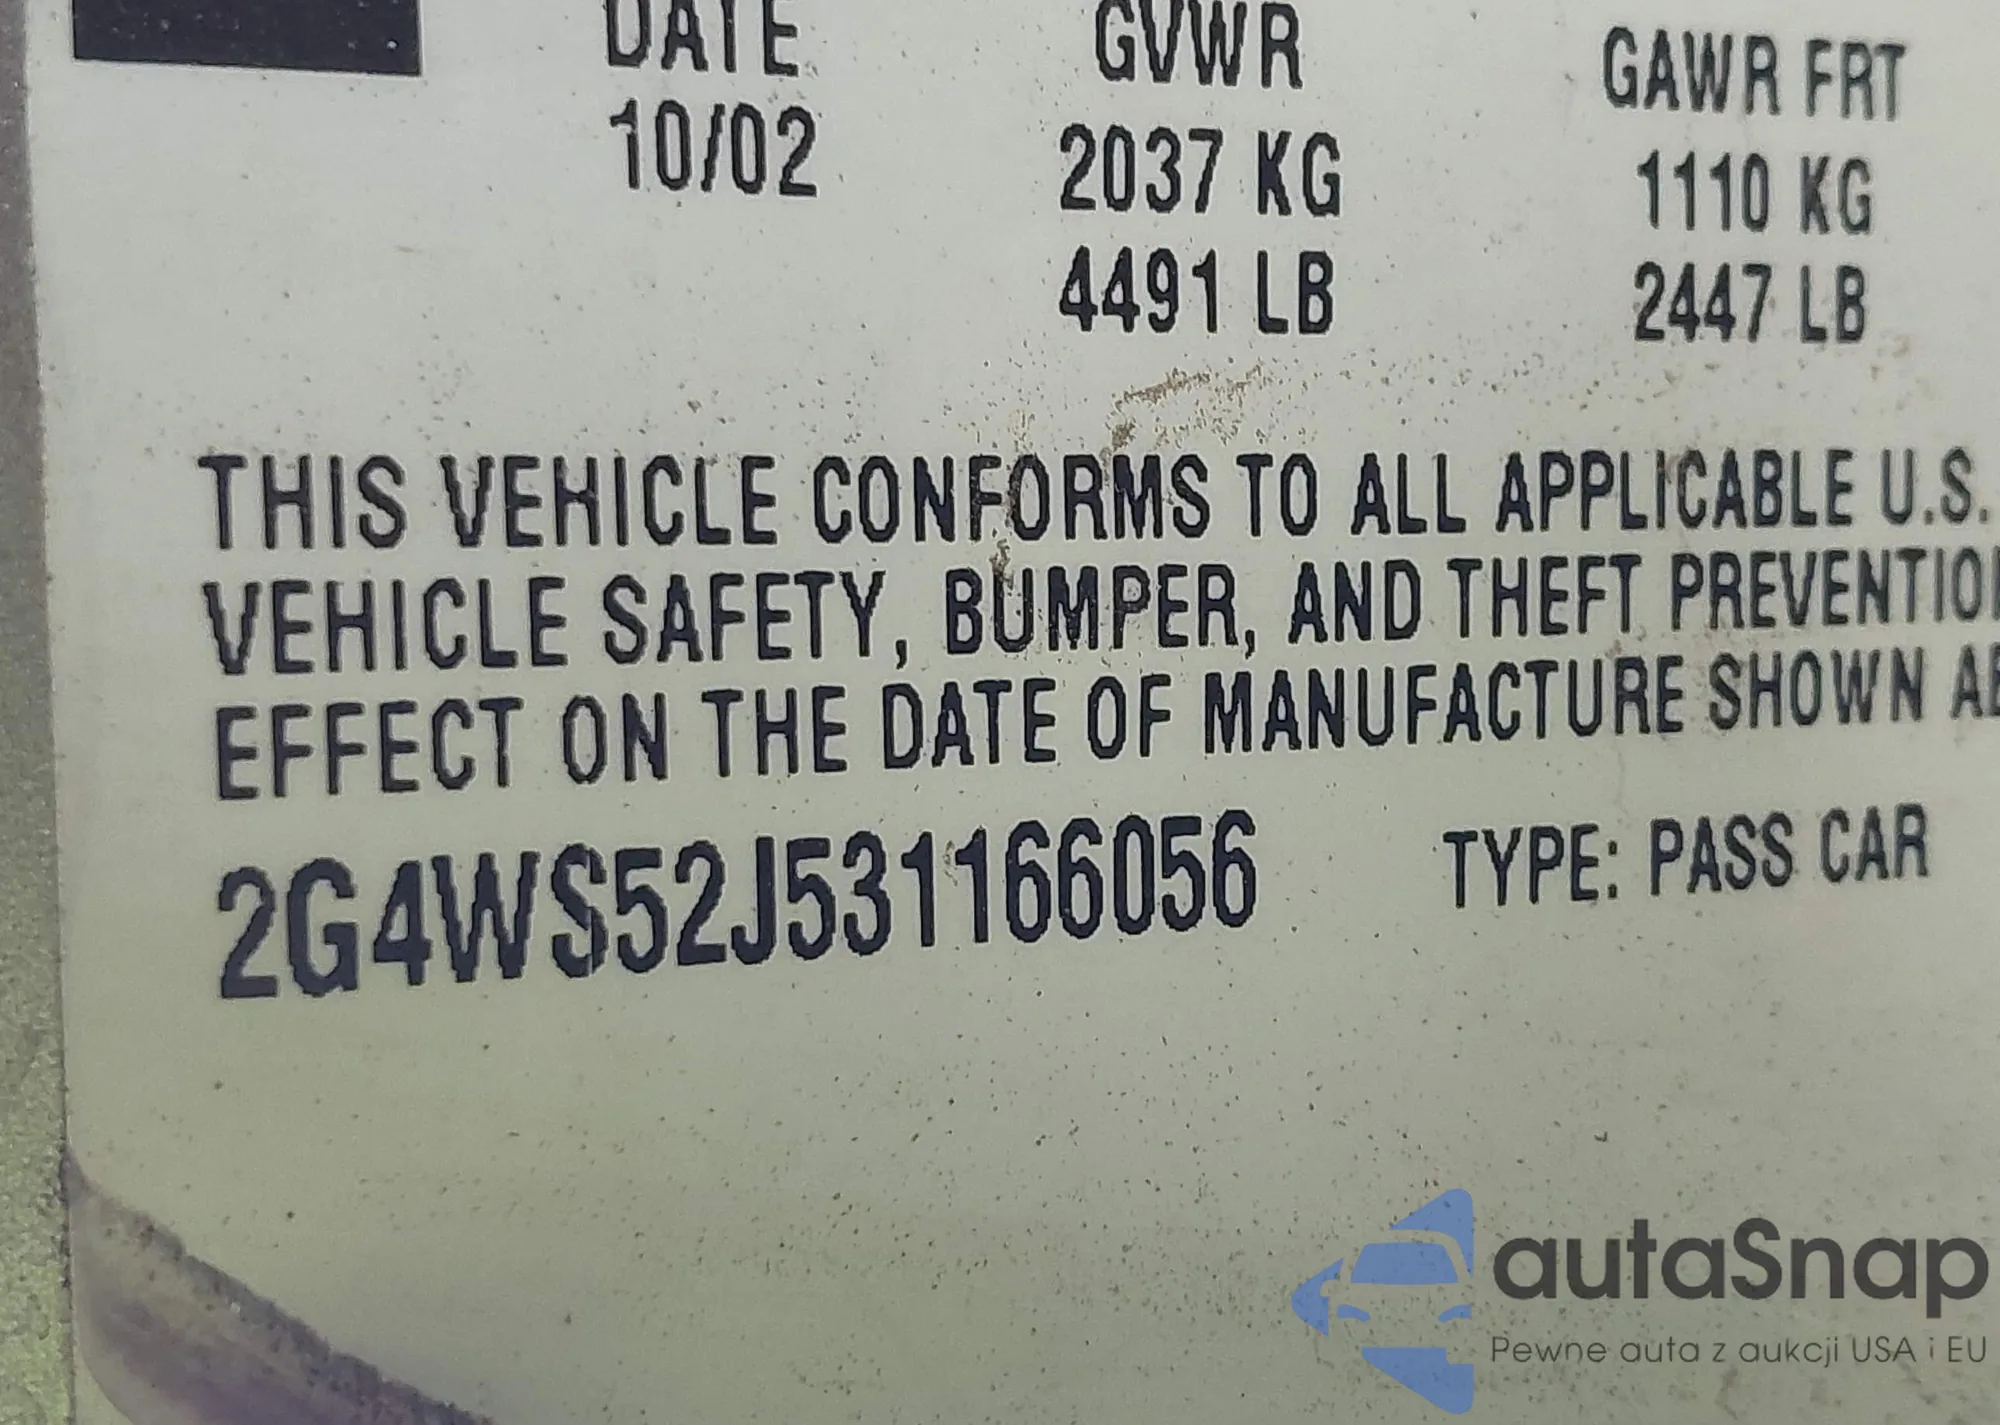 DATE GVWR GAWR FRT
10/02 2037 KG 1110 KG
4491 LB 2447 LB
THIS VEHICLE CONFORMS TO ALL APPLICABLE U.S.
VEHICLE SAFETY, BUMPER, AND THEFT PREVENTIO
EFFECT ON THE DATE OF MANUFACTURE SHOWN AB
2G4WS52J531166056 TYPE: PASS CAR
autaSnap
Pewne auta z aukcji USA i EU